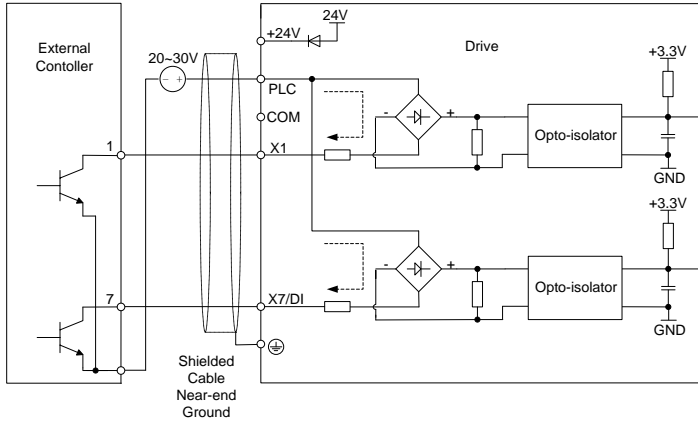 24V
+24V
External
Contoller
20~30V
Drive
+3.3V
- +
PLC
COM
- +
Opto-isolator
1
X1
GND
+3.3V
- +
Opto-isolator
7
X7/DI
GND
Shielded
Cable
Near-end
Ground